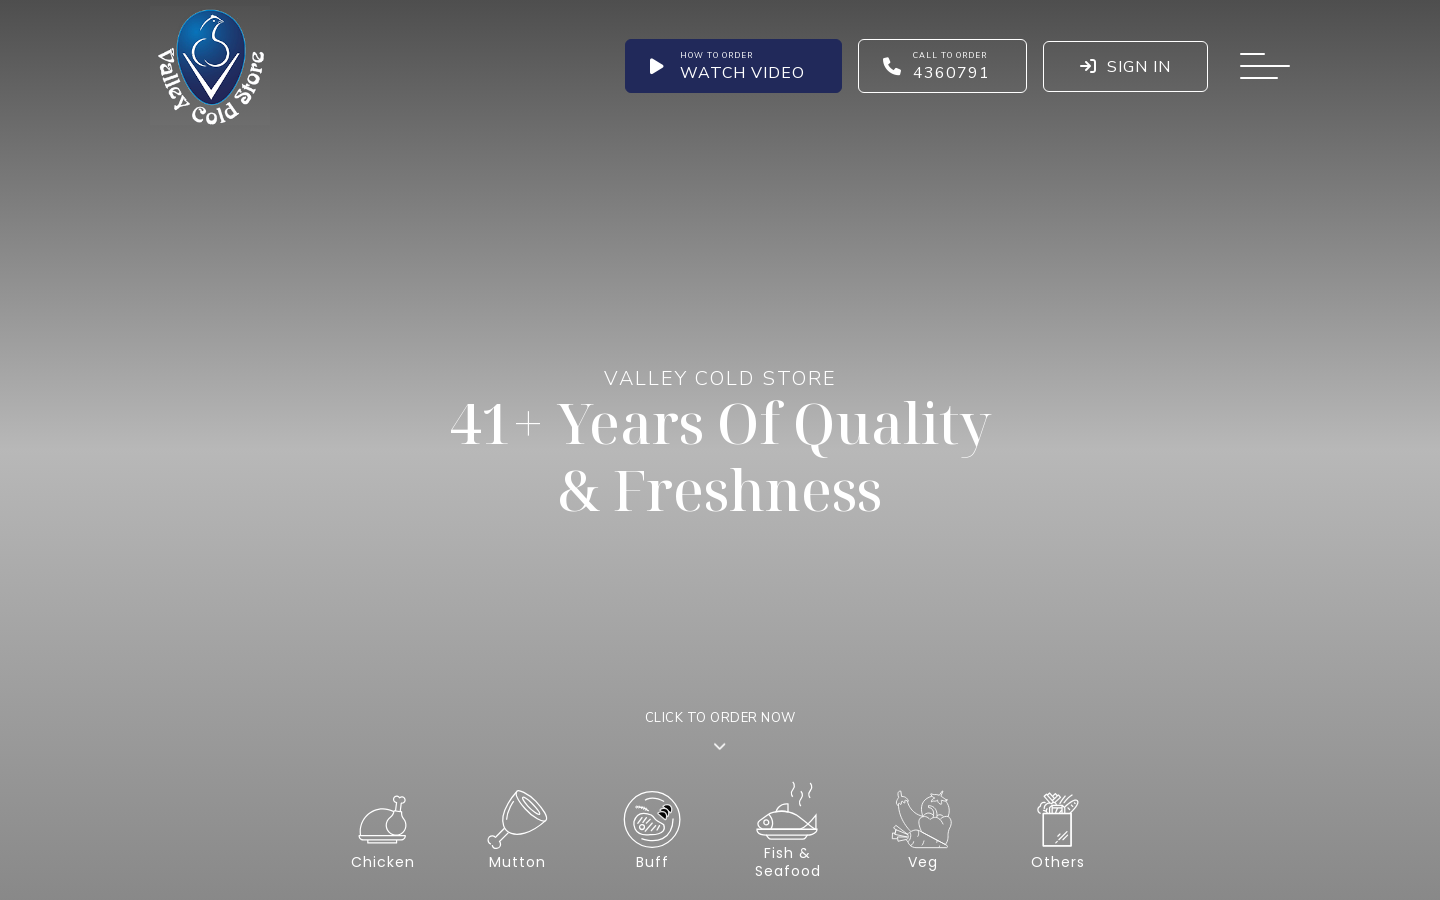 Valley Cold Store
HOW TO ORDER
WATCH VIDEO
CALL TO ORDER
4360791
SIGN IN
VALLEY COLD STORE
41+ Years Of Quality
& Freshness
CLICK TO ORDER NOW
Chicken
Mutton
Buff
Fish &
Seafood
Veg
Others